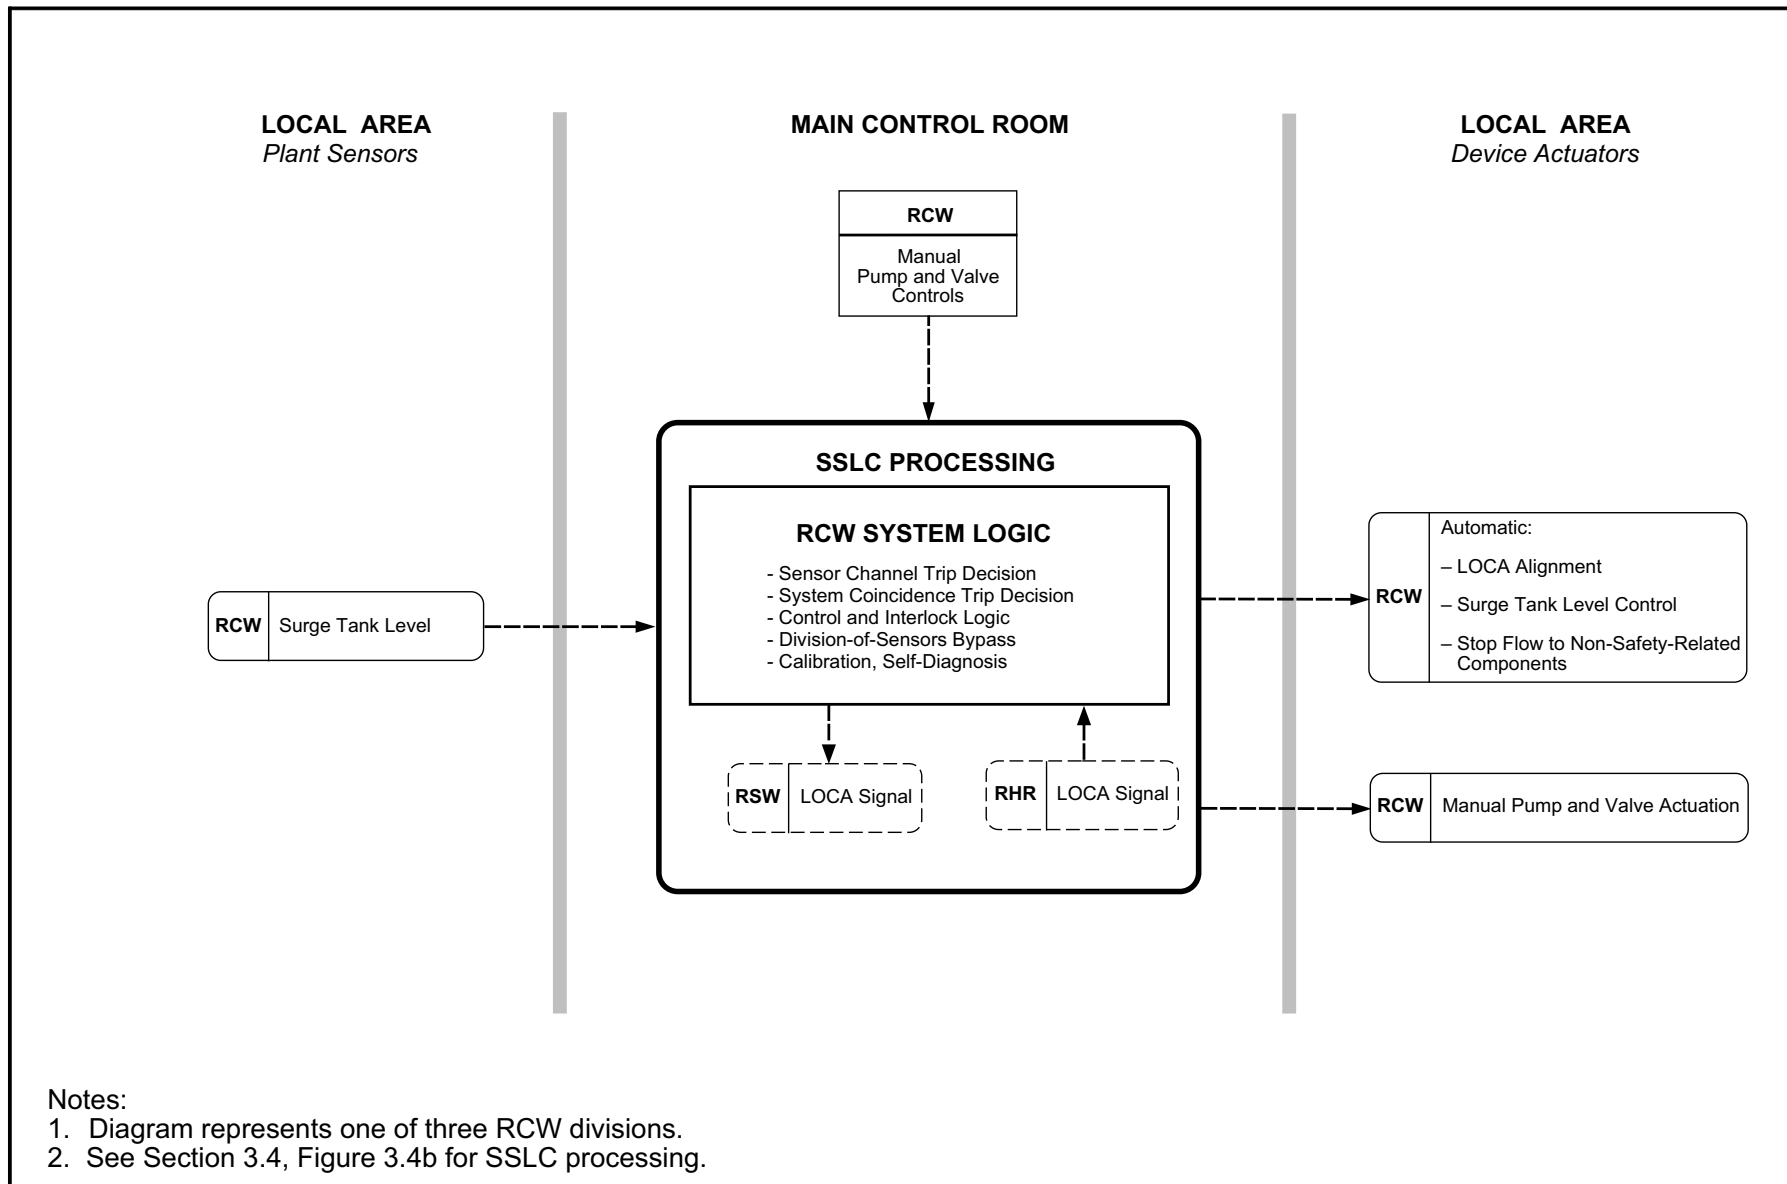 LOCAL AREA
Plant Sensors
MAIN CONTROL ROOM
LOCAL AREA
Device Actuators
RCW
Manual
Pump and Valve
Controls
SSLC PROCESSING
RCW SYSTEM LOGIC
- Sensor Channel Trip Decision
- System Coincidence Trip Decision
- Control and Interlock Logic
- Division-of-Sensors Bypass
- Calibration, Self-Diagnosis
RCW Surge Tank Level
RSW LOCA Signal
RHR LOCA Signal
RCW
Automatic:
– LOCA Alignment
– Surge Tank Level Control
– Stop Flow to Non-Safety-Related
Components
RCW Manual Pump and Valve Actuation
Notes:
1. Diagram represents one of three RCW divisions.
2. See Section 3.4, Figure 3.4b for SSLC processing.